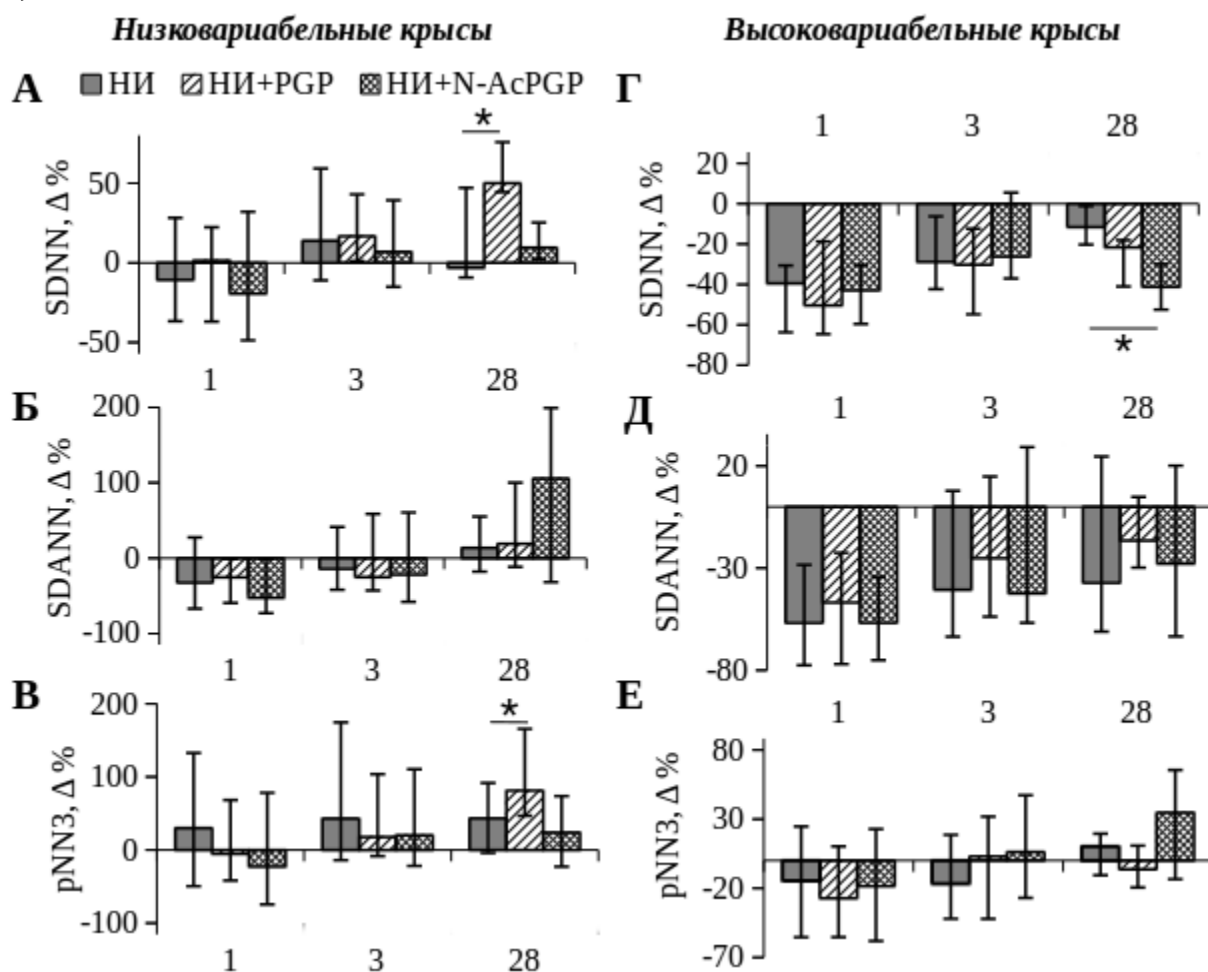 Низковариабельные крысы
Высоковариабельные крысы
А
НИ НИ+PGP НИ+N-AcPGP
SDNN, Δ %
50
0
-50
*
1 3 28
Б
SDANN, Δ %
200
100
0
-100
1 3 28
В
pNN3, Δ %
200
100
0
-100
*
1 3 28
Г
1 3 28
SDNN, Δ %
20
0
-20
-40
-60
-80
*
Д
1 3 28
SDANN, Δ %
20
-30
-80
Е
1 3 28
pNN3, Δ %
80
30
-20
-70